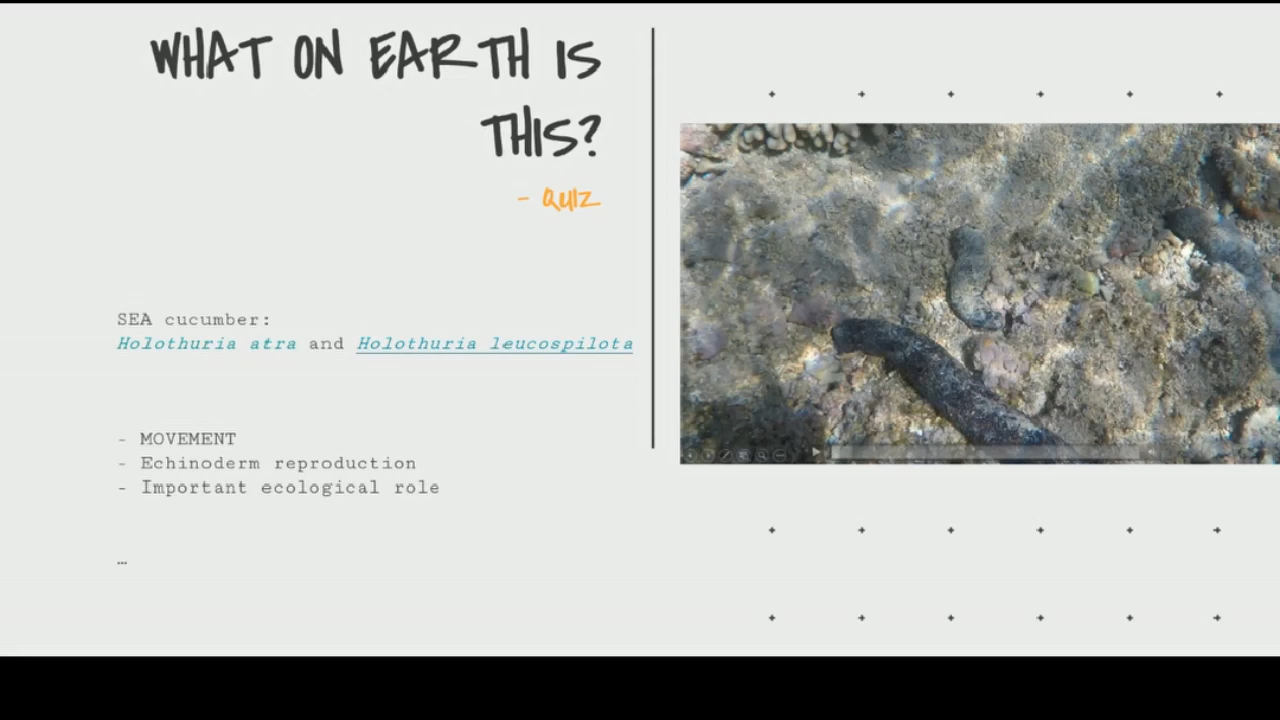 WHAT ON EARTH IS
THIS?
- QUIZ
SEA cucumber:
Holothuria atra and Holothuria leucospilota
- MOVEMENT
- Echinoderm reproduction
- Important ecological role
…